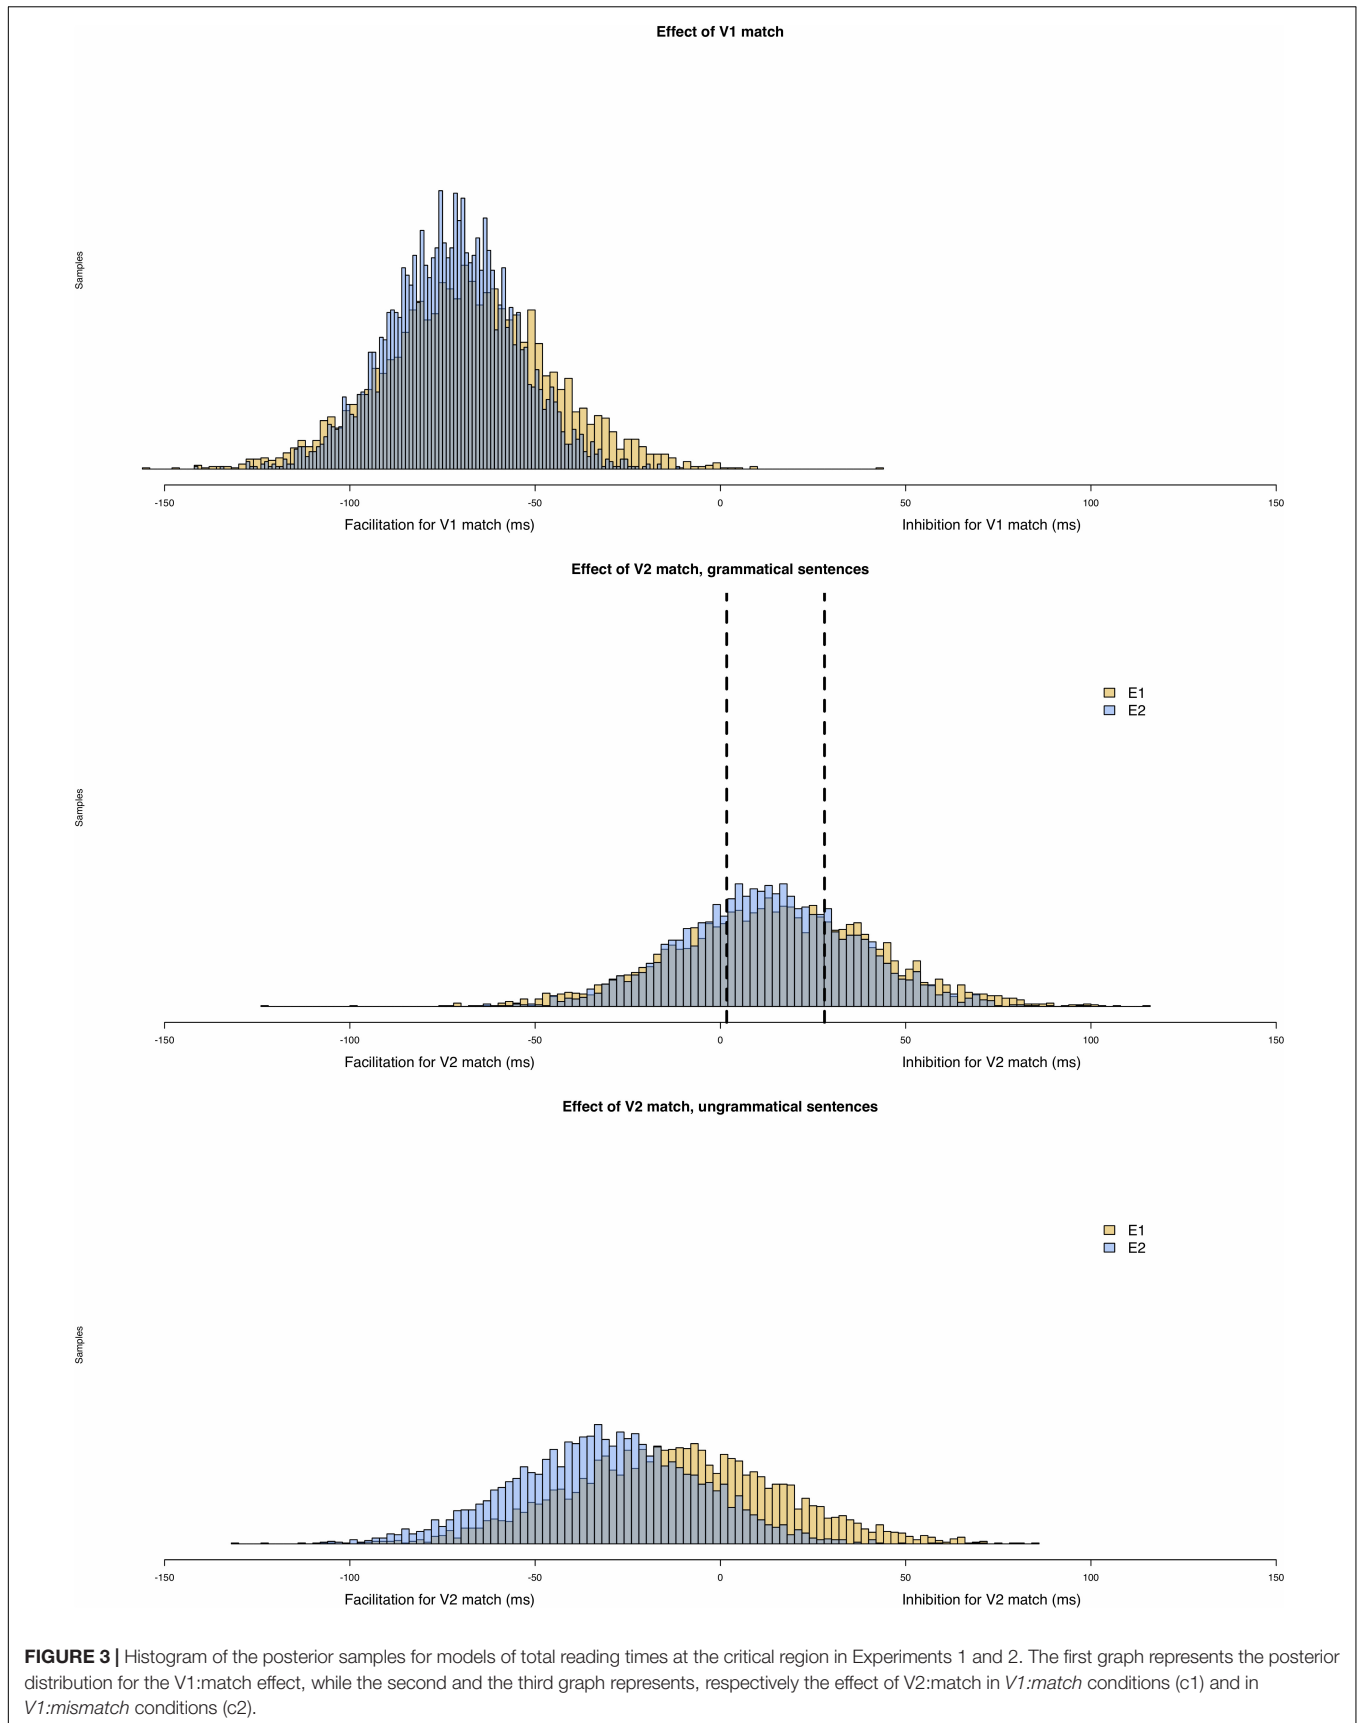 Effect of V1 match
Samples
-150 -100 -50 0 50 100 150
Facilitation for V1 match (ms) Inhibition for V1 match (ms)
Effect of V2 match, grammatical sentences
E1
E2
Samples
-150 -100 -50 0 50 100 150
Facilitation for V2 match (ms) Inhibition for V2 match (ms)
Effect of V2 match, ungrammatical sentences
E1
E2
Samples
-150 -100 -50 0 50 100 150
Facilitation for V2 match (ms) Inhibition for V2 match (ms)
FIGURE 3 | Histogram of the posterior samples for models of total reading times at the critical region in Experiments 1 and 2. The first graph represents the posterior
distribution for the V1:match effect, while the second and the third graph represents, respectively the effect of V2:match in V1:match conditions (c1) and in
V1:mismatch conditions (c2).